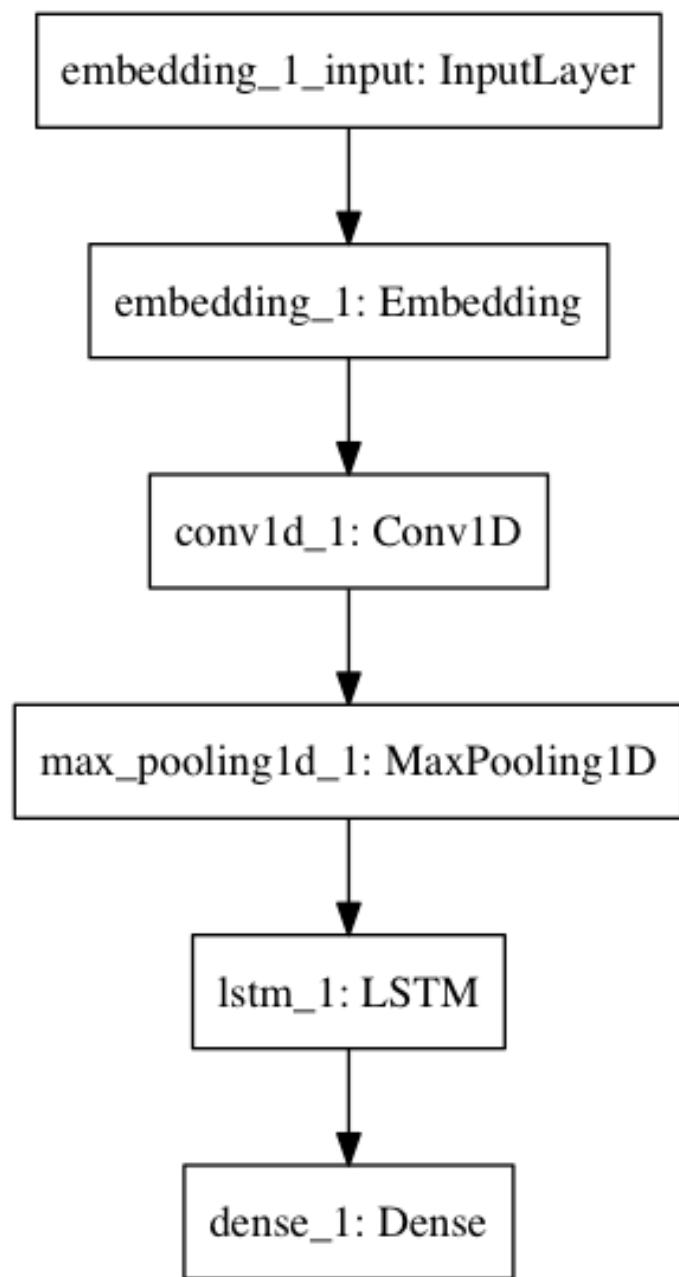 embedding_1_input: InputLayer
embedding_1: Embedding
conv1d_1: Conv1D
max_pooling1d_1: MaxPooling1D
lstm_1: LSTM
dense_1: Dense